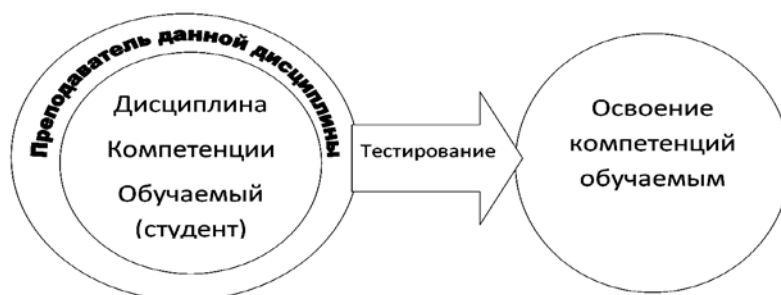 Преподаватель данной дисциплины
Дисциплина
Компетенции
Обучаемый
(студент)
Тестирование
Освоение
компетенций
обучаемым